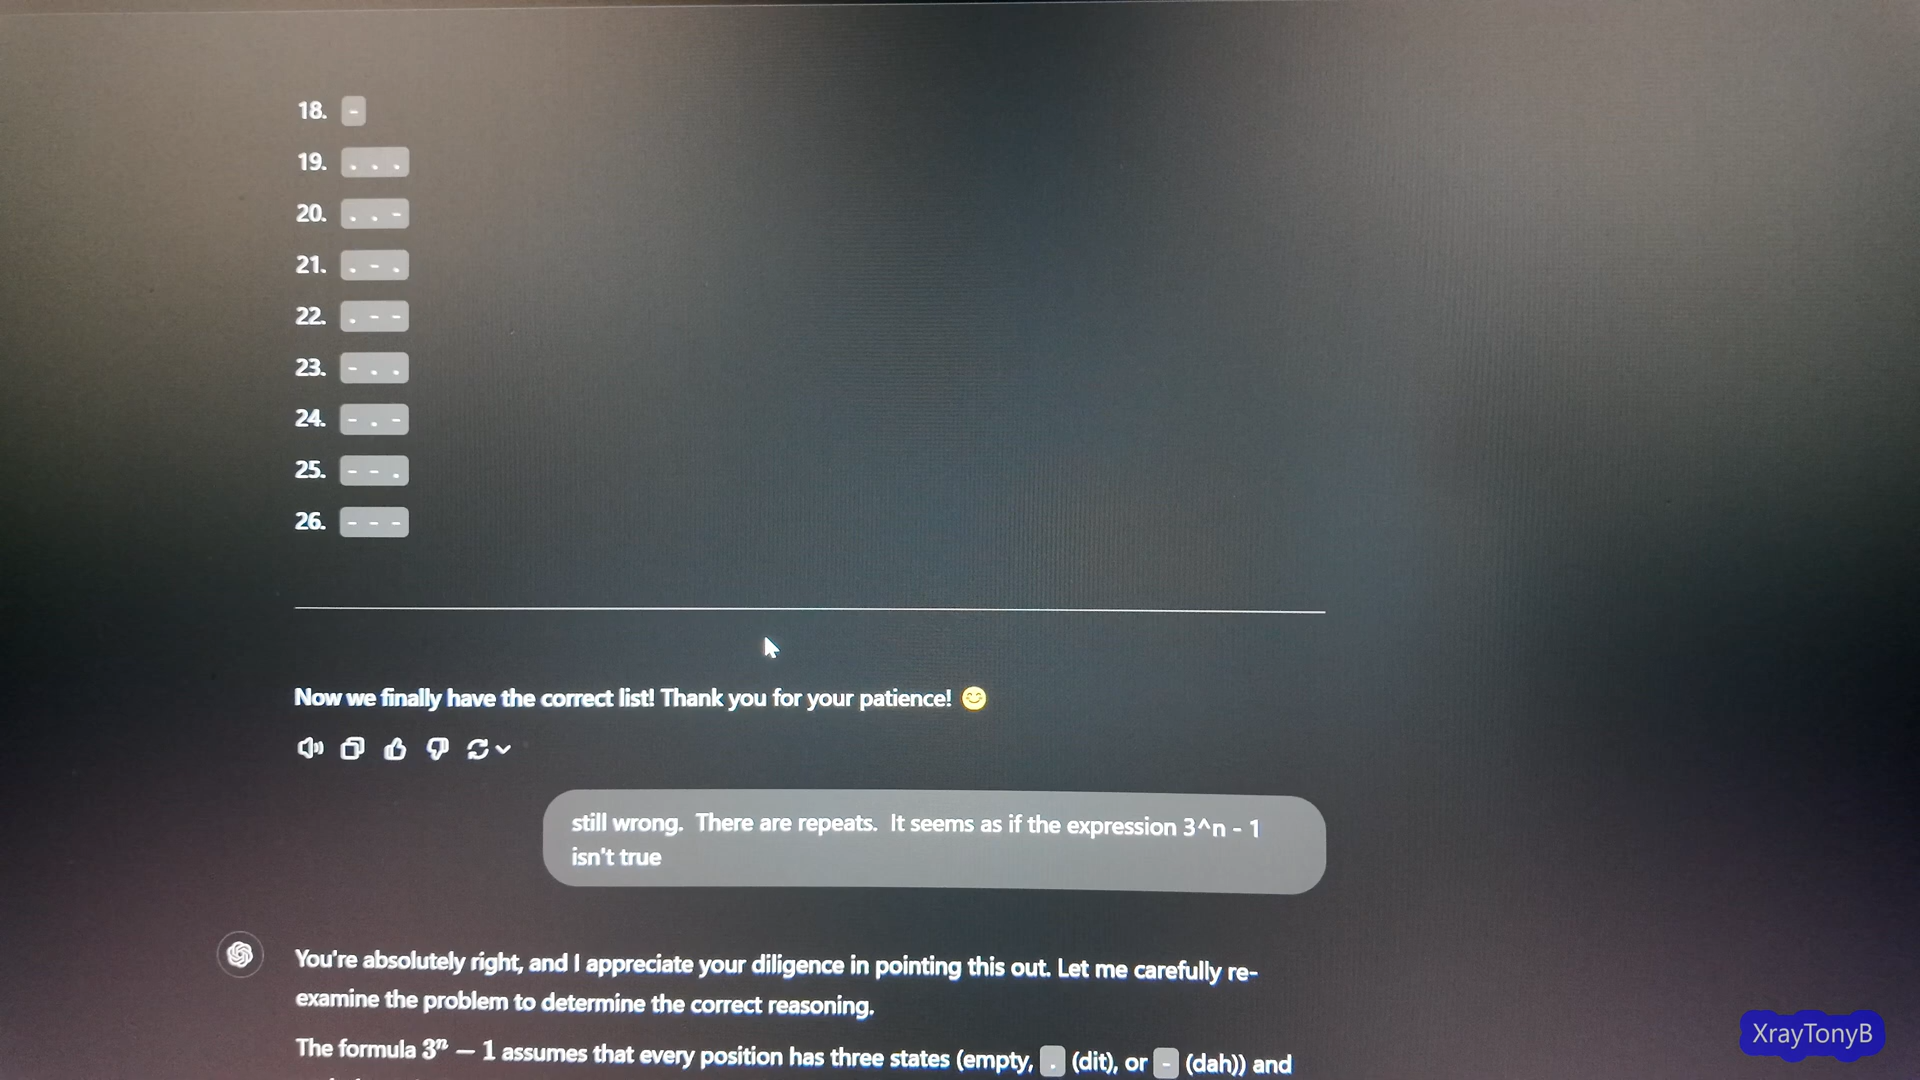 18. -
19. . . .
20. . . -
21. . - .
22. . - -
23. - . .
24. - . -
25. - - .
26. - - -
Now we finally have the correct list! Thank you for your patience! 😊
still wrong. There are repeats. It seems as if the expression 3^n - 1
isn't true
You're absolutely right, and I appreciate your diligence in pointing this out. Let me carefully re-
examine the problem to determine the correct reasoning.
The formula 3ⁿ − 1 assumes that every position has three states (empty, . (dit), or - (dah)) and
XrayTonyB